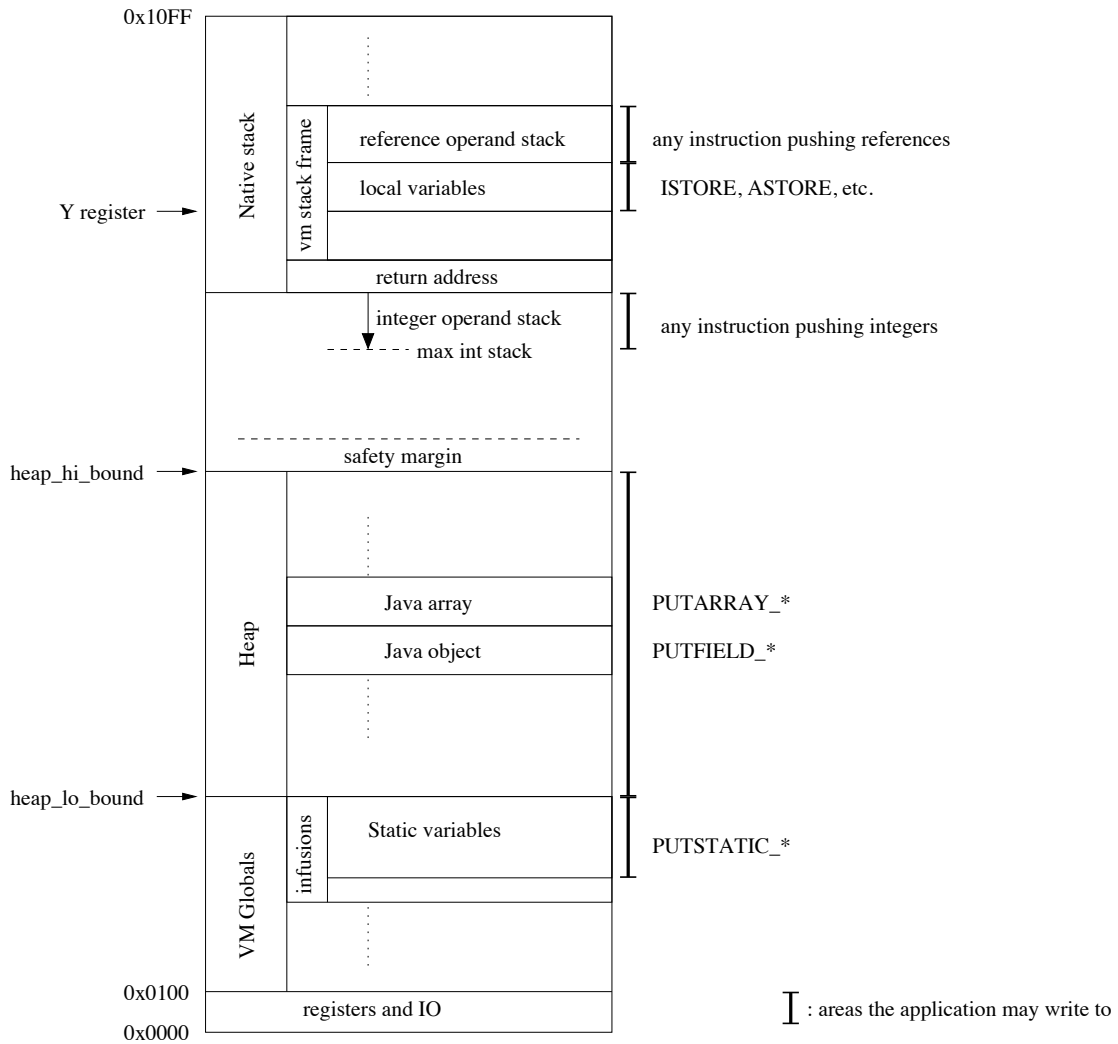 0x10FF
Native stack
vm stack frame
reference operand stack
any instruction pushing references
local variables
ISTORE, ASTORE, etc.
Y register
return address
integer operand stack
any instruction pushing integers
max int stack
safety margin
heap_hi_bound
Heap
Java array
PUTARRAY_*
Java object
PUTFIELD_*
heap_lo_bound
VM Globals
infusions
Static variables
PUTSTATIC_*
0x0100
registers and IO
: areas the application may write to
0x0000